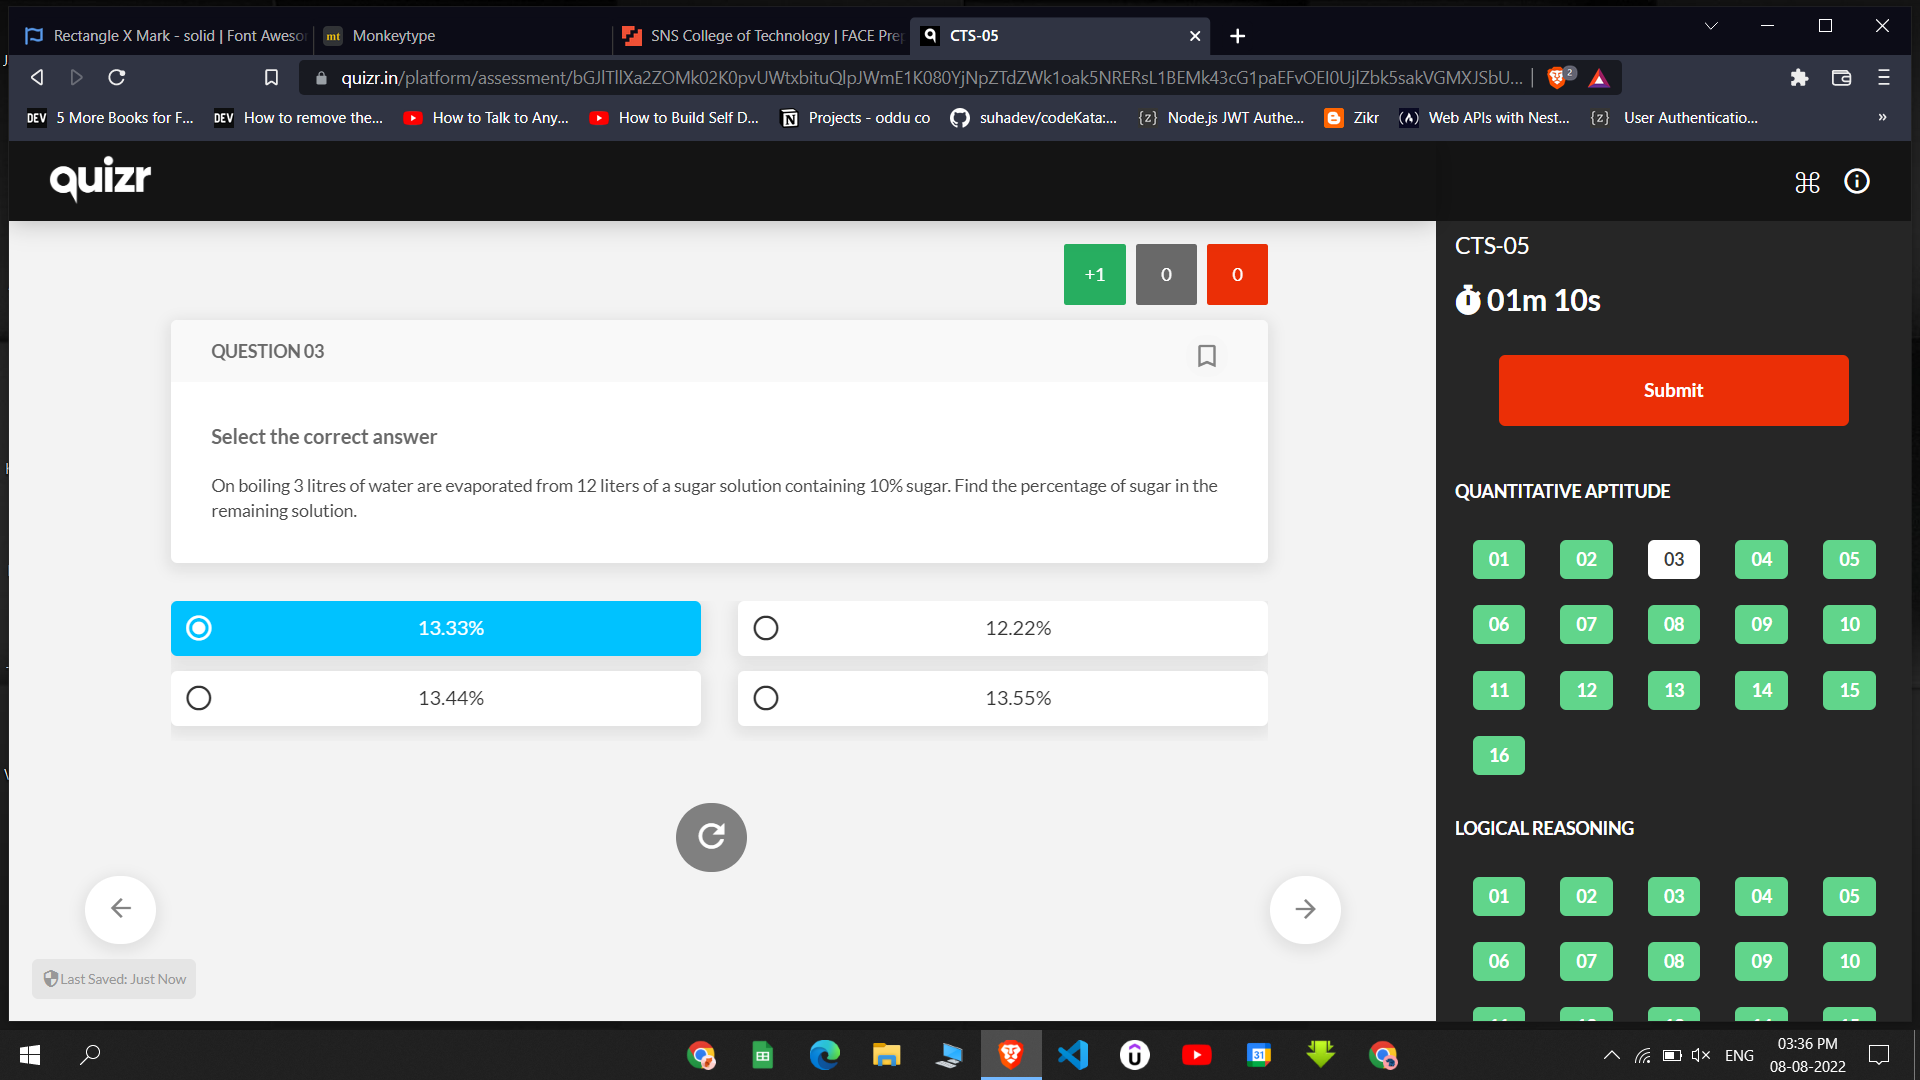 Rectangle X Mark - solid | Font Aweso
mt Monkeytype
SNS College of Technology | FACE Prep
CTS-05
quizr.in/platform/assessment/bGJlTllXa2ZOMk02K0pvUWtxbituQlpJWmE1K080YjNpZTdZWk1oak5NRERsL1BEMk43cG1paEFvOEI0UjlZbk5sakVGMXJSbU...
2
DEV 5 More Books for F...
DEV How to remove the...
How to Talk to Any...
How to Build Self D...
Projects - oddu co
suhadev/codeKata:...
{z} Node.js JWT Authe...
Zikr
Web APIs with Nest...
{z} User Authenticatio...
»
quizr
+1
0
0
QUESTION 03
Select the correct answer
On boiling 3 litres of water are evaporated from 12 liters of a sugar solution containing 10% sugar. Find the percentage of sugar in the
remaining solution.
13.33%
12.22%
13.44%
13.55%
Last Saved: Just Now
CTS-05
01m 10s
Submit
QUANTITATIVE APTITUDE
01 02 03 04 05
06 07 08 09 10
11 12 13 14 15
16
LOGICAL REASONING
01 02 03 04 05
06 07 08 09 10
31
ENG
03:36 PM
08-08-2022